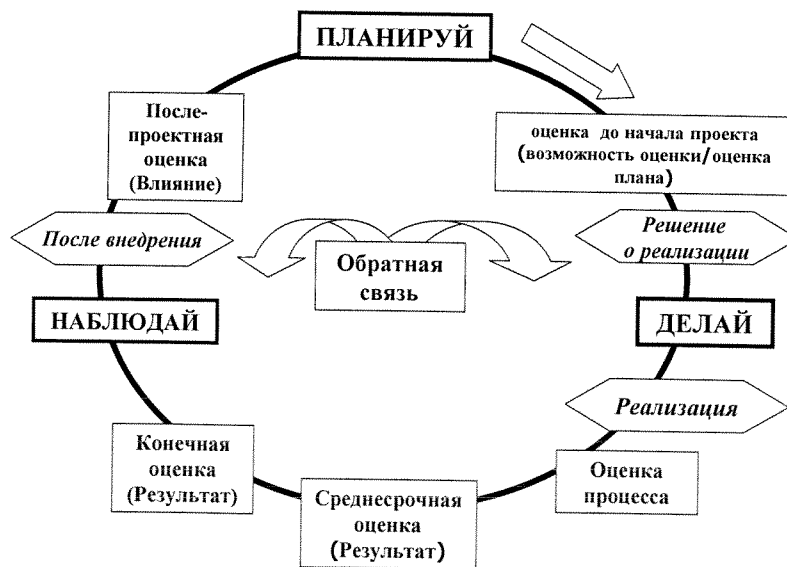 ПЛАНИРУЙ
оценка до начала проекта
(возможность оценки/оценка
плана)
Решение
о реализации
ДЕЛАЙ
Реализация
Оценка
процесса
Среднесрочная
оценка
(Результат)
Конечная
оценка
(Результат)
НАБЛЮДАЙ
После внедрения
После-
проектная
оценка
(Влияние)
Обратная
связь